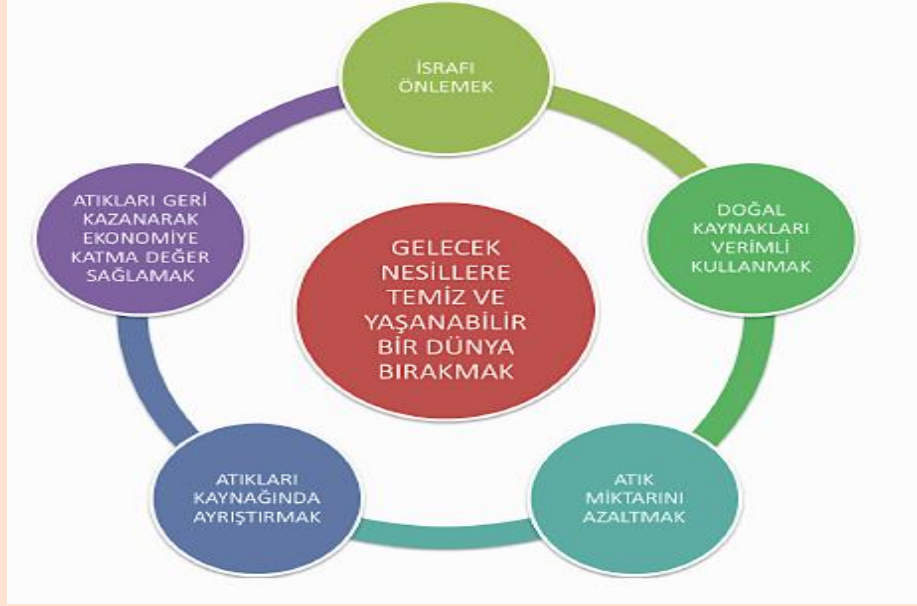 İSRAFI
ÖNLEMEK
DOĞAL
KAYNAKLARI
VERİMLİ
KULLANMAK
ATIK
MİKTARINI
AZALTMAK
ATIKLARI
KAYNAĞINDA
AYRIŞTIRMAK
ATIKLARI GERİ
KAZANARAK
EKONOMİYE
KATMA DEĞER
SAĞLAMAK
GELECEK
NESİLLERE
TEMİZ VE
YAŞANABİLİR
BİR DÜNYA
BIRAKMAK